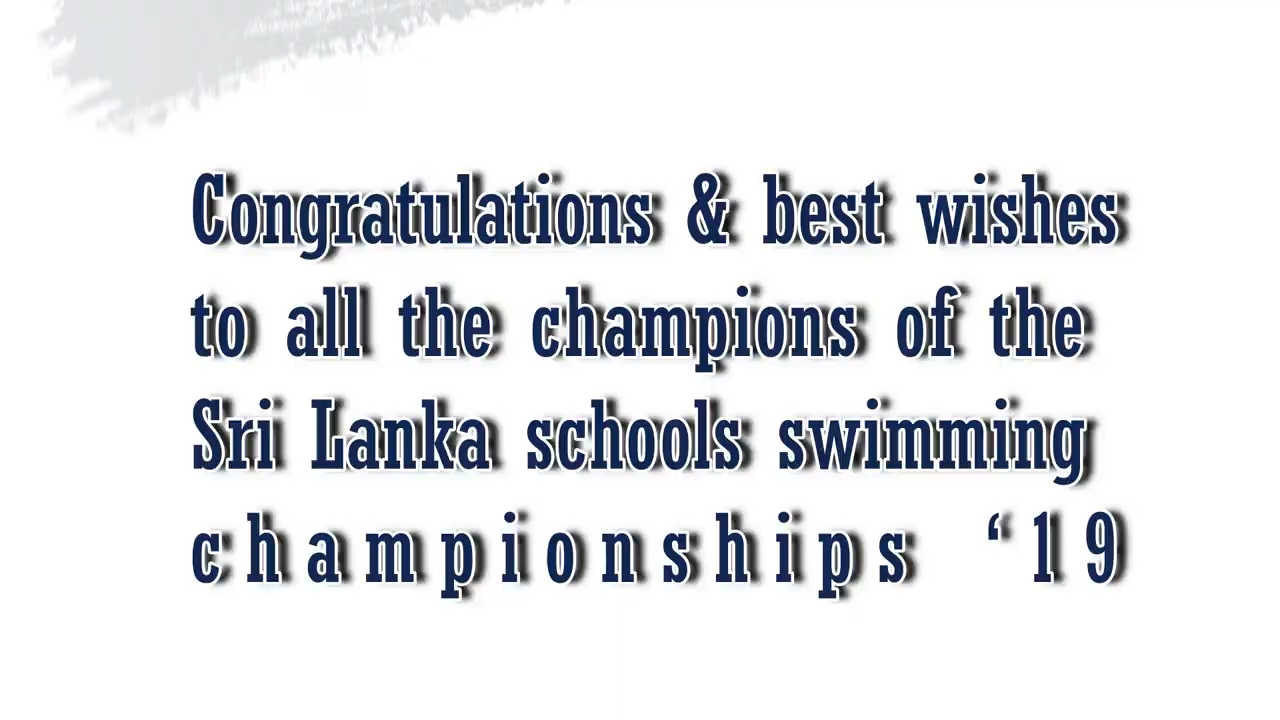 Congratulations & best wishes
to all the champions of the
Sri Lanka schools swimming
championships ‘19